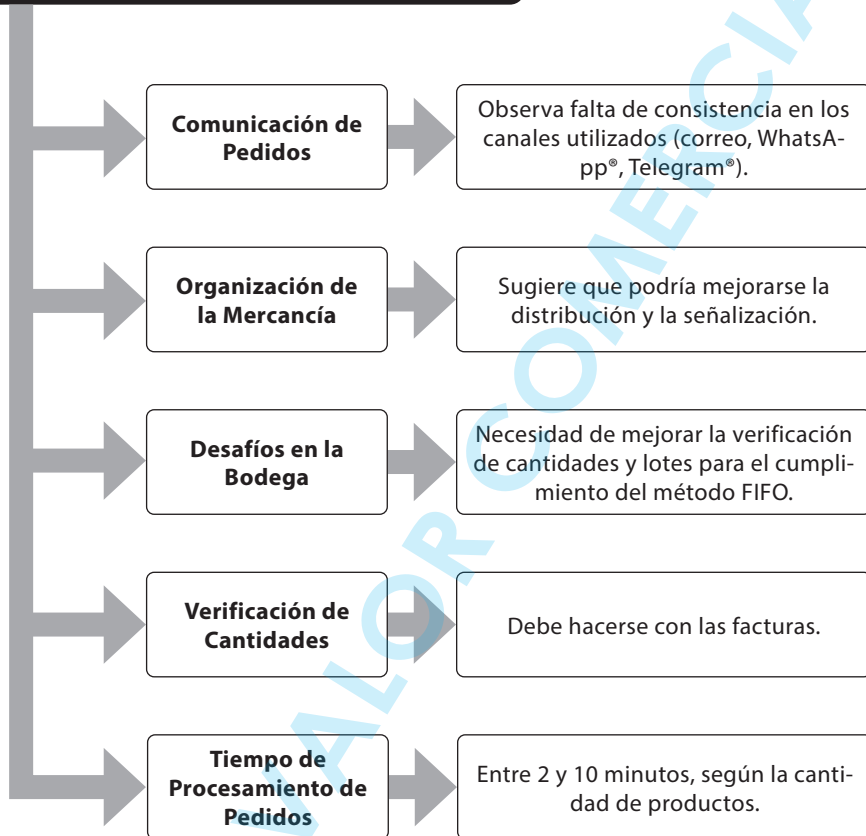 Comunicación de
Pedidos
Observa falta de consistencia en los
canales utilizados (correo, WhatsA-
pp®, Telegram®).
Organización de
la Mercancía
Sugiere que podría mejorarse la
distribución y la señalización.
Desafíos en la
Bodega
Necesidad de mejorar la verificación
de cantidades y lotes para el cumpli-
miento del método FIFO.
Verificación de
Cantidades
Debe hacerse con las facturas.
Tiempo de
Procesamiento de
Pedidos
Entre 2 y 10 minutos, según la canti-
dad de productos.
VALOR COMERCIA